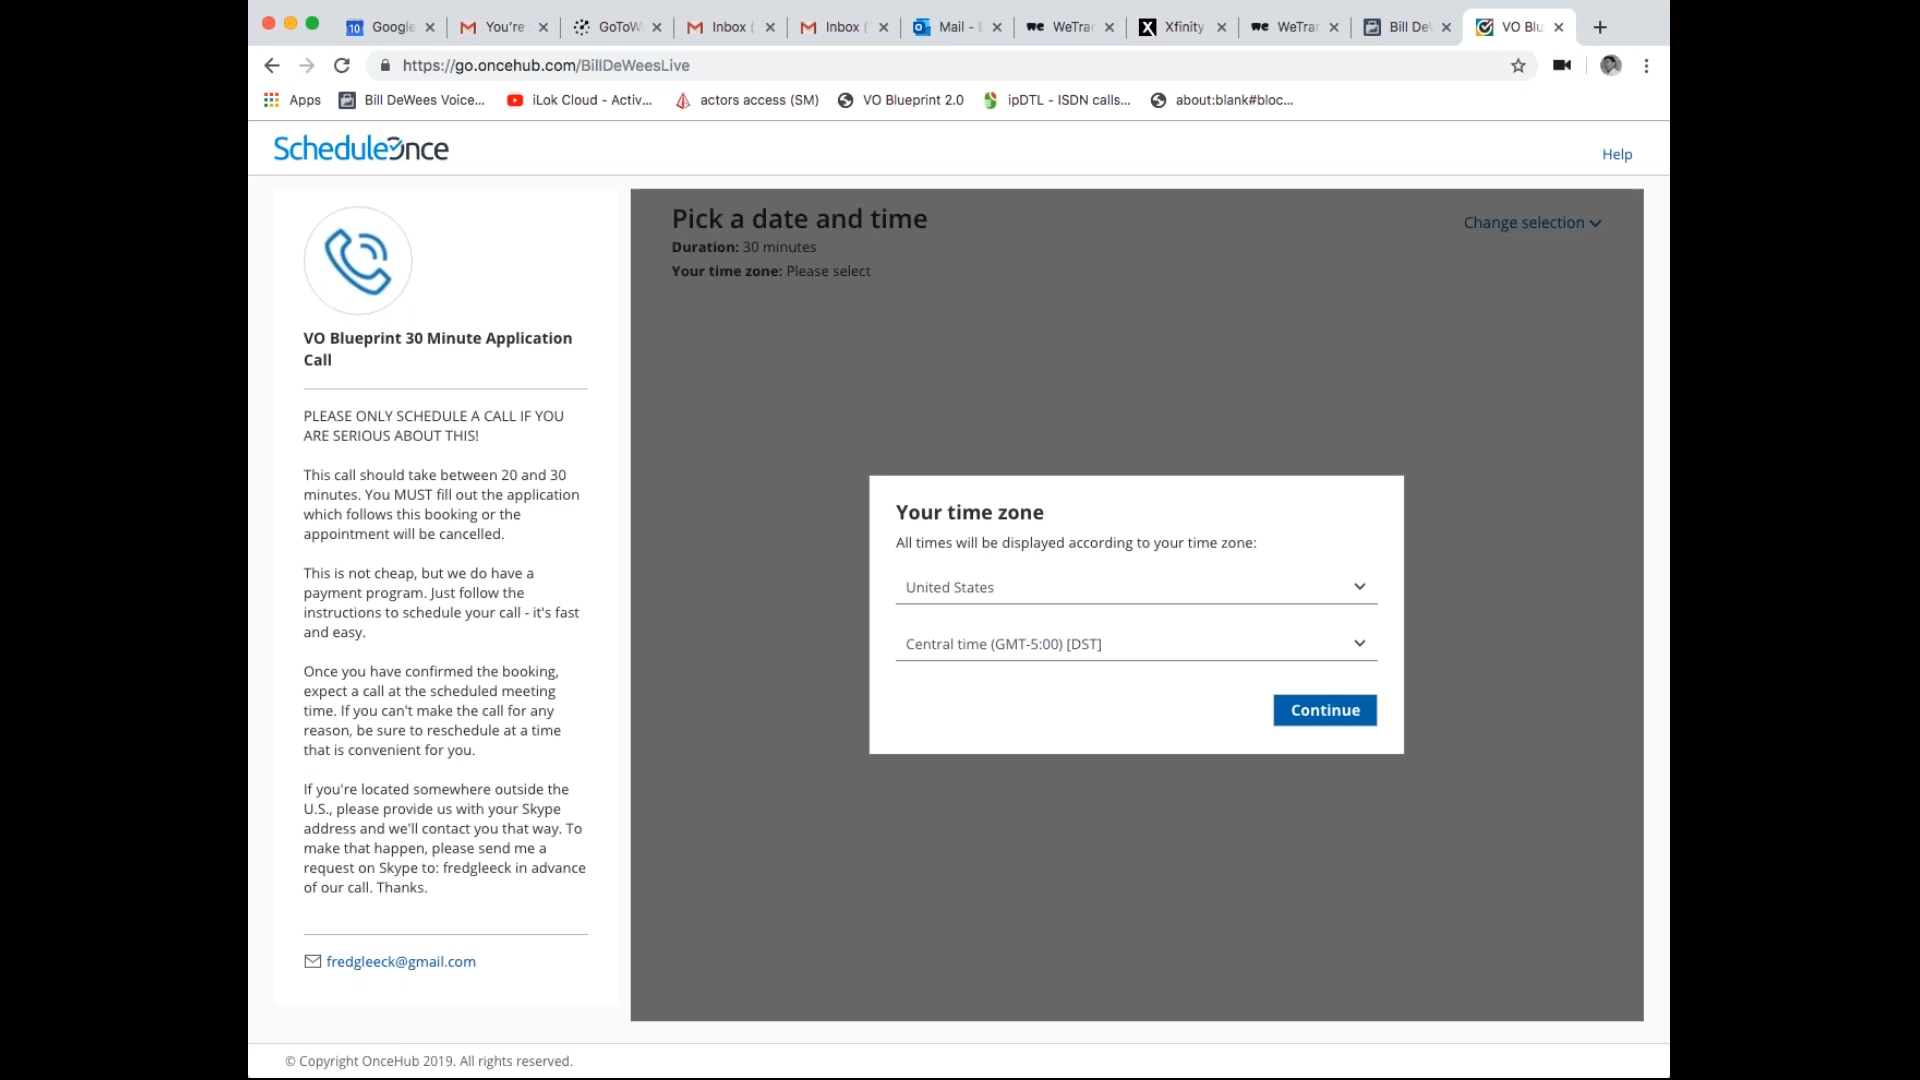 10 Google
You're
GoToW
Inbox (
Inbox (
Mail -
WeTran
Xfinity
WeTran
Bill De
VO Blu
https://go.oncehub.com/BillDeWeesLive
Apps
Bill DeWees Voice...
iLok Cloud - Activ...
actors access (SM)
VO Blueprint 2.0
ipDTL - ISDN calls...
about:blank#bloc...
ScheduleOnce
Help
VO Blueprint 30 Minute Application
Call
PLEASE ONLY SCHEDULE A CALL IF YOU
ARE SERIOUS ABOUT THIS!
This call should take between 20 and 30
minutes. You MUST fill out the application
which follows this booking or the
appointment will be cancelled.
This is not cheap, but we do have a
payment program. Just follow the
instructions to schedule your call - it's fast
and easy.
Once you have confirmed the booking,
expect a call at the scheduled meeting
time. If you can't make the call for any
reason, be sure to reschedule at a time
that is convenient for you.
If you're located somewhere outside the
U.S., please provide us with your Skype
address and we'll contact you that way. To
make that happen, please send me a
request on Skype to: fredgleeck in advance
of our call. Thanks.
fredgleeck@gmail.com
Pick a date and time
Change selection
Duration: 30 minutes
Your time zone: Please select
Your time zone
All times will be displayed according to your time zone:
United States
Central time (GMT-5:00) [DST]
Continue
© Copyright OnceHub 2019. All rights reserved.